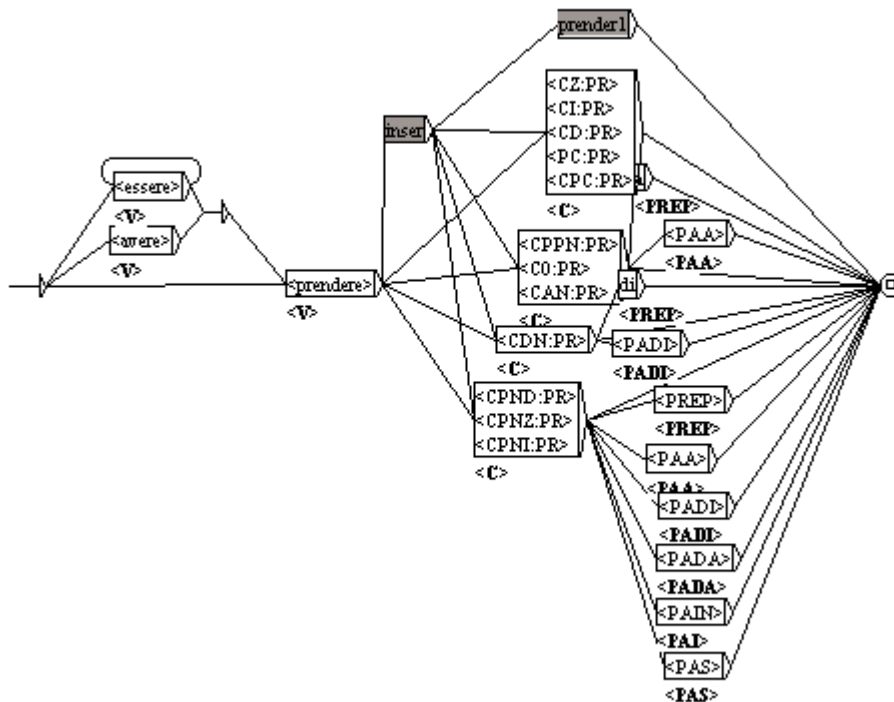 prender1
<CZ:PR>
<CI:PR>
<CD:PR>
<PC:PR>
<CPC:PR>
<C>
<PREP>
inser
<essere>
<V>
<avere>
<V>
<prendere>
<V>
<CPPN:PR>
<C0:PR>
<CAN:PR>
<C>
<PAA>
<PAA>
di
<PREP>
<CDN:PR>
<C>
<PADI>
<PADI>
<CPND:PR>
<CPNZ:PR>
<CPNI:PR>
<C>
<PREP>
<PREP>
<PAA>
<PAA>
<PADI>
<PADI>
<PADA>
<PADA>
<PAIN>
<PAI>
<PAS>
<PAS>